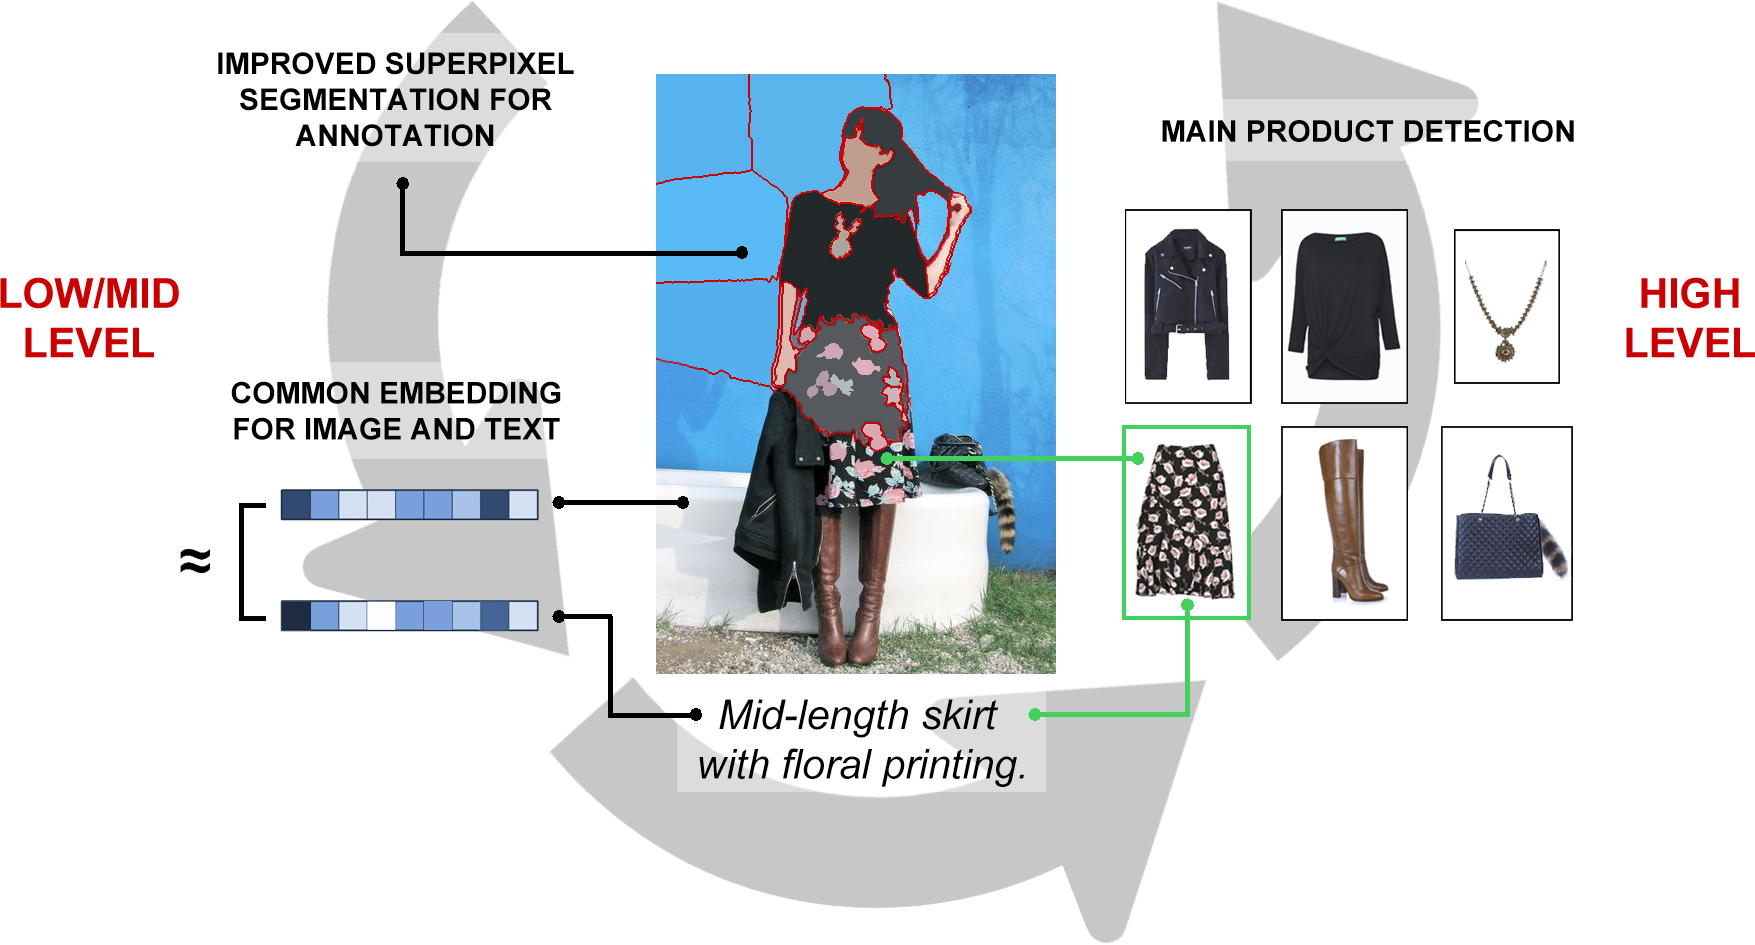 IMPROVED SUPERPIXEL
SEGMENTATION FOR
ANNOTATION
MAIN PRODUCT DETECTION
LOW/MID
LEVEL
HIGH
LEVEL
COMMON EMBEDDING
FOR IMAGE AND TEXT
≈
Mid-length skirt
with floral printing.